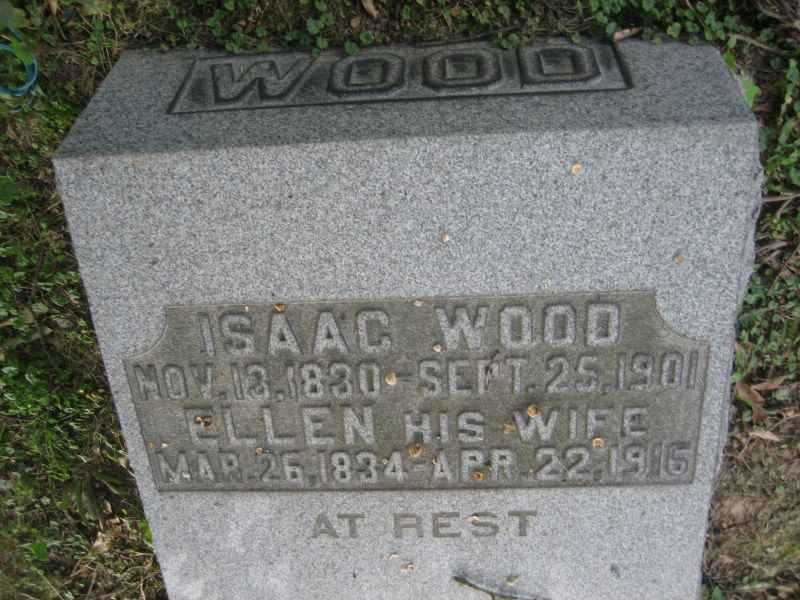 WOOD
ISAAC WOOD
NOV. 13, 1830 - SEPT. 25, 1901
ELLEN HIS WIFE
MAR. 26, 1834 - APR. 22, 1916
AT REST